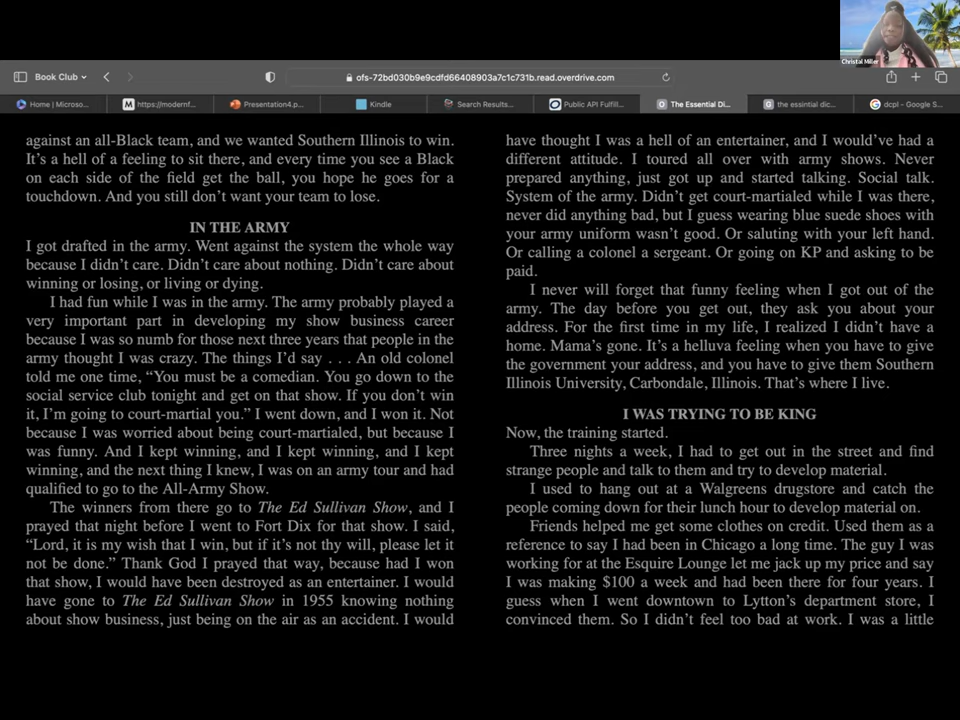 Christal Miller
Book Club
ofs-72bd030b9e9cdfd66408903a7c1c731b.read.overdrive.com
Home | Microso...
https://modernf...
Presentation4.p...
Kindle
Search Results...
Public API Fulfill...
The Essential Di...
the essintial dic...
dcpl - Google S...
against an all-Black team, and we wanted Southern Illinois to win.
It's a hell of a feeling to sit there, and every time you see a Black
on each side of the field get the ball, you hope he goes for a
touchdown. And you still don't want your team to lose.
IN THE ARMY
I got drafted in the army. Went against the system the whole way
because I didn't care. Didn't care about nothing. Didn't care about
winning or losing, or living or dying.
I had fun while I was in the army. The army probably played a
very important part in developing my show business career
because I was so numb for those next three years that people in the
army thought I was crazy. The things I'd say . . . An old colonel
told me one time, "You must be a comedian. You go down to the
social service club tonight and get on that show. If you don't win
it, I'm going to court-martial you." I went down, and I won it. Not
because I was worried about being court-martialed, but because I
was funny. And I kept winning, and I kept winning, and I kept
winning, and the next thing I knew, I was on an army tour and had
qualified to go to the All-Army Show.
The winners from there go to The Ed Sullivan Show, and I
prayed that night before I went to Fort Dix for that show. I said,
"Lord, it is my wish that I win, but if it's not thy will, please let it
not be done." Thank God I prayed that way, because had I won
that show, I would have been destroyed as an entertainer. I would
have gone to The Ed Sullivan Show in 1955 knowing nothing
about show business, just being on the air as an accident. I would
have thought I was a hell of an entertainer, and I would've had a
different attitude. I toured all over with army shows. Never
prepared anything, just got up and started talking. Social talk.
System of the army. Didn't get court-martialed while I was there,
never did anything bad, but I guess wearing blue suede shoes with
your army uniform wasn't good. Or saluting with your left hand.
Or calling a colonel a sergeant. Or going on KP and asking to be
paid.
I never will forget that funny feeling when I got out of the
army. The day before you get out, they ask you about your
address. For the first time in my life, I realized I didn't have a
home. Mama's gone. It's a helluva feeling when you have to give
the government your address, and you have to give them Southern
Illinois University, Carbondale, Illinois. That's where I live.
I WAS TRYING TO BE KING
Now, the training started.
Three nights a week, I had to get out in the street and find
strange people and talk to them and try to develop material.
I used to hang out at a Walgreens drugstore and catch the
people coming down for their lunch hour to develop material on.
Friends helped me get some clothes on credit. Used them as a
reference to say I had been in Chicago a long time. The guy I was
working for at the Esquire Lounge let me jack up my price and say
I was making $100 a week and had been there for four years. I
guess when I went downtown to Lytton's department store, I
convinced them. So I didn't feel too bad at work. I was a little